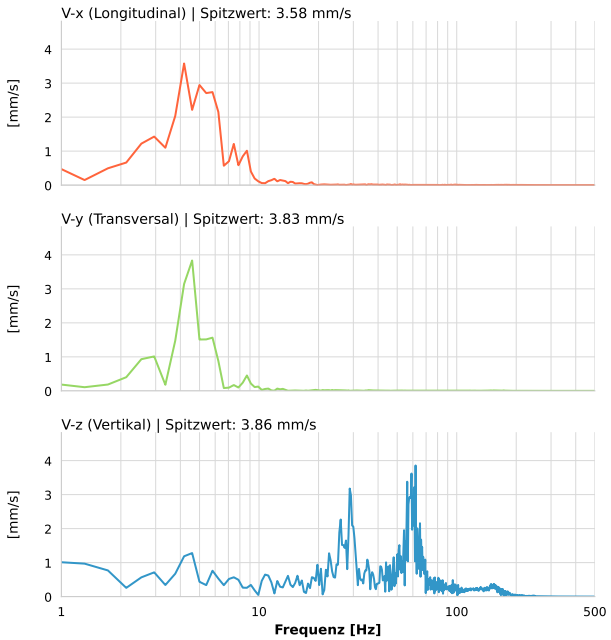 V-x (Longitudinal) | Spitzwert: 3.58 mm/s
4
3
2
1
0
[mm/s]
V-y (Transversal) | Spitzwert: 3.83 mm/s
4
3
2
1
0
[mm/s]
V-z (Vertikal) | Spitzwert: 3.86 mm/s
4
3
2
1
0
[mm/s]
1 10 100 500
Frequenz [Hz]